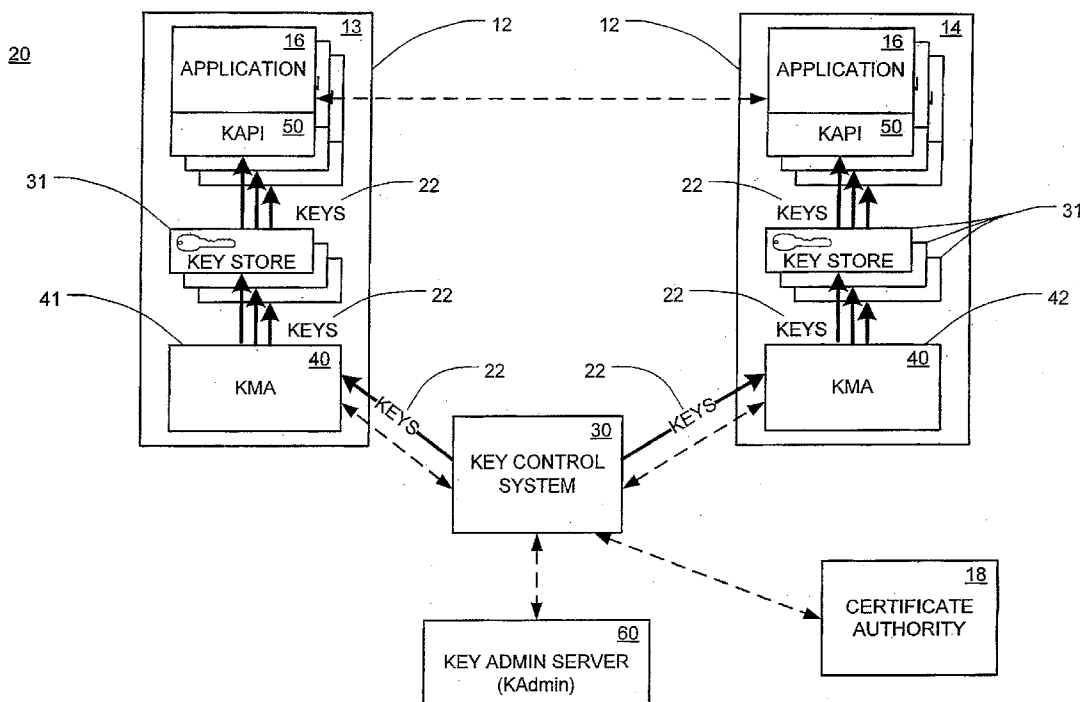 20
13
12
16
APPLICATION
50
KAPI
22
KEYS
31
KEY STORE
22
KEYS
41
40
KMA
12
14
16
APPLICATION
50
KAPI
22
KEYS
31
KEY STORE
22
KEYS
42
40
KMA
22
KEYS
22
KEYS
30
KEY CONTROL
SYSTEM
18
CERTIFICATE
AUTHORITY
60
KEY ADMIN SERVER
(KAdmin)